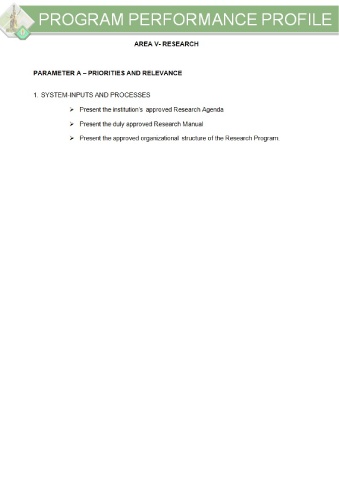 PROGRAM PERFORMANCE PROFILE
AREA V- RESEARCH
PARAMETER A – PRIORITIES AND RELEVANCE
1. SYSTEM-INPUTS AND PROCESSES
➢ Present the institution's approved Research Agenda
➢ Present the duly approved Research Manual
➢ Present the approved organizational structure of the Research Program.